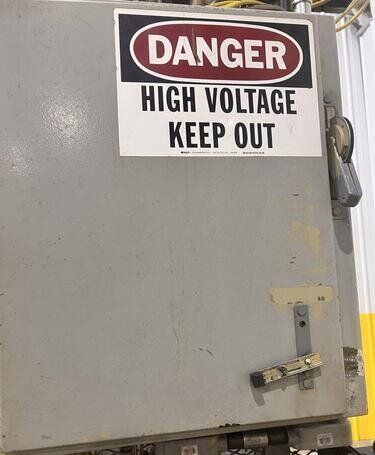 DANGER
HIGH VOLTAGE
KEEP OUT